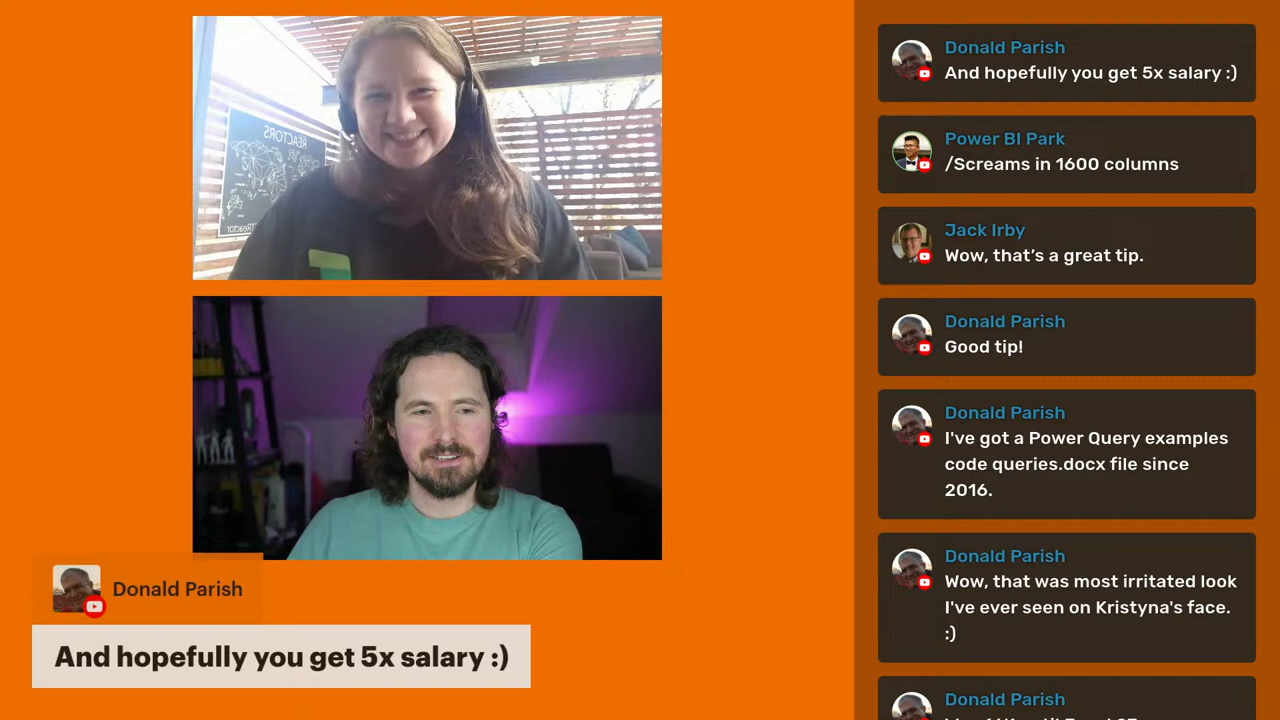 REACTORS
Reactor
Donald Parish
And hopefully you get 5x salary :)
Donald Parish
And hopefully you get 5x salary :)
Power BI Park
/Screams in 1600 columns
Jack Irby
Wow, that's a great tip.
Donald Parish
Good tip!
Donald Parish
I've got a Power Query examples
code queries.docx file since
2016.
Donald Parish
Wow, that was most irritated look
I've ever seen on Kristyna's face.
:)
Donald Parish